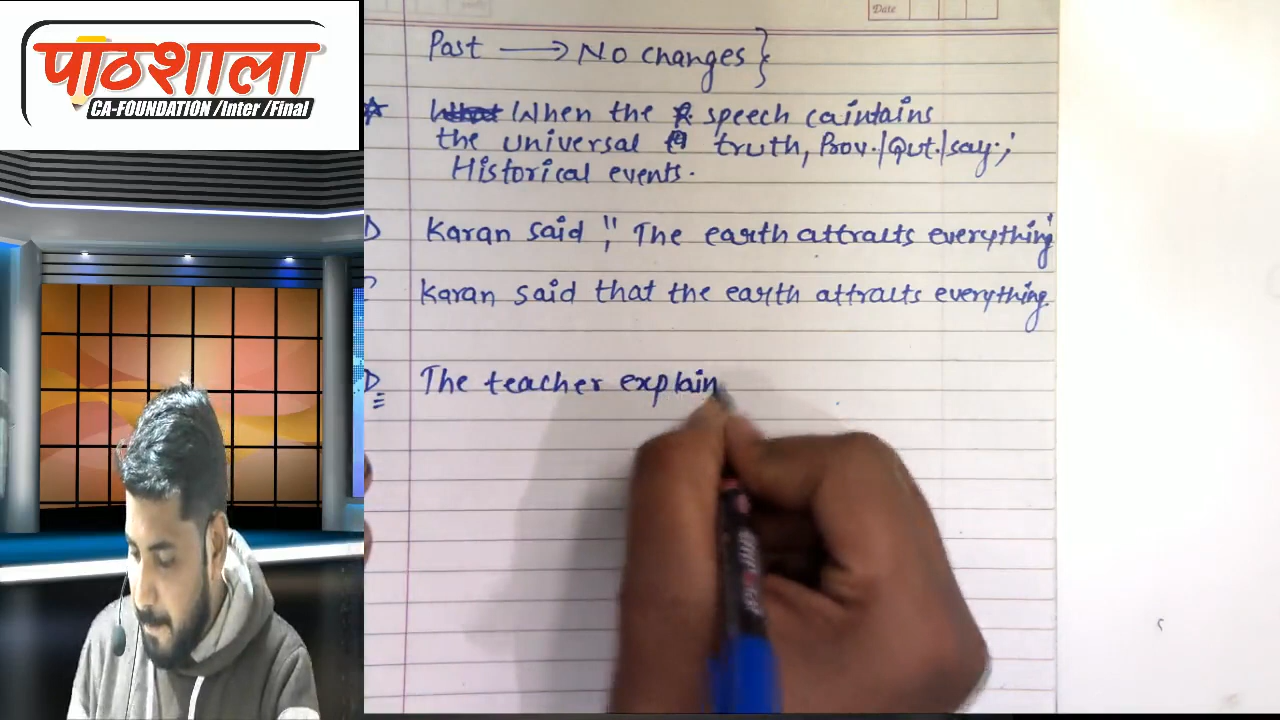 पाठशाला
CA-FOUNDATION /Inter /Final
Date
Past → No changes}
When the speech caintains
the universal truth, Prov./Qut./say.;
Historical events.
D Karan said ," The earth attracts everything"
Karan said that the earth attracts everything.
D The teacher explain